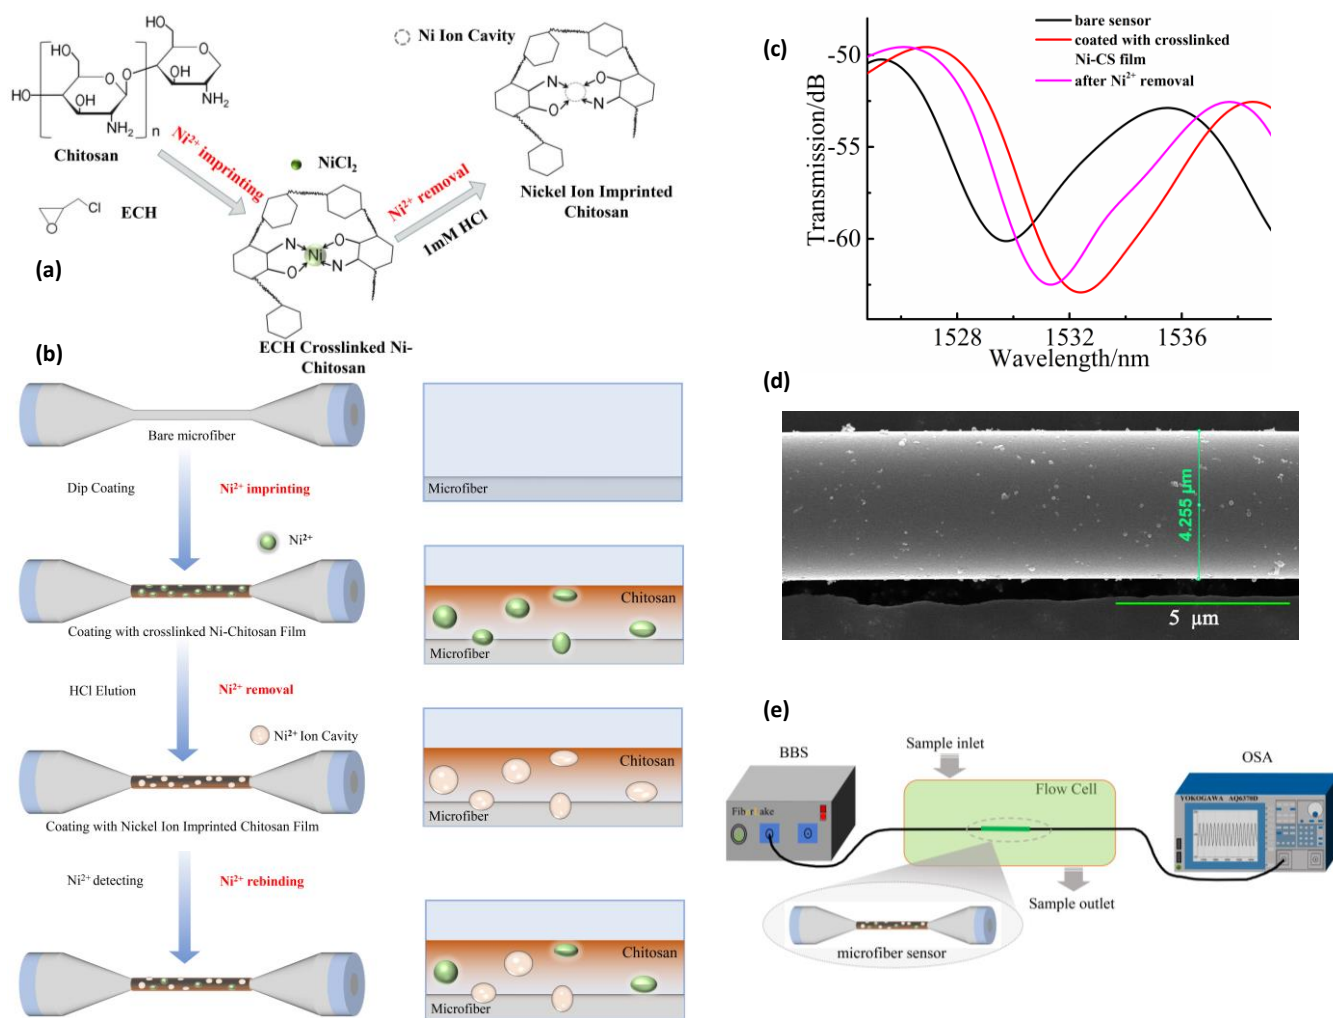 HO
OH
O
HO
HO
O
O
O
HO
OH
NH2
NH2
n
Chitosan
Ni2+ imprinting
Cl
O
ECH
(a)
NiCl2
N
O
Ni
O
N
ECH Crosslinked Ni-
Chitosan
Ni2+ removal
1mM HCl
Ni Ion Cavity
N
O
O
N
Nickel Ion Imprinted
Chitosan
(b)
Bare microfiber
Dip Coating
Ni2+ imprinting
Ni2+
Coating with crosslinked Ni-Chitosan Film
HCl Elution
Ni2+ removal
Ni2+ Ion Cavity
Coating with Nickel Ion Imprinted Chitosan Film
Ni2+ detecting
Ni2+ rebinding
Microfiber
Chitosan
Microfiber
Chitosan
Microfiber
Chitosan
Microfiber
(c)
bare sensor
coated with crosslinked
Ni-CS film
after Ni2+ removal
Transmission/dB
-50
-55
-60
1528
1532
1536
Wavelength/nm
(d)
4.255 µm
5 µm
(e)
BBS
Sample inlet
OSA
Flow Cell
YOKOGAWA AQ6370D
Sample outlet
microfiber sensor